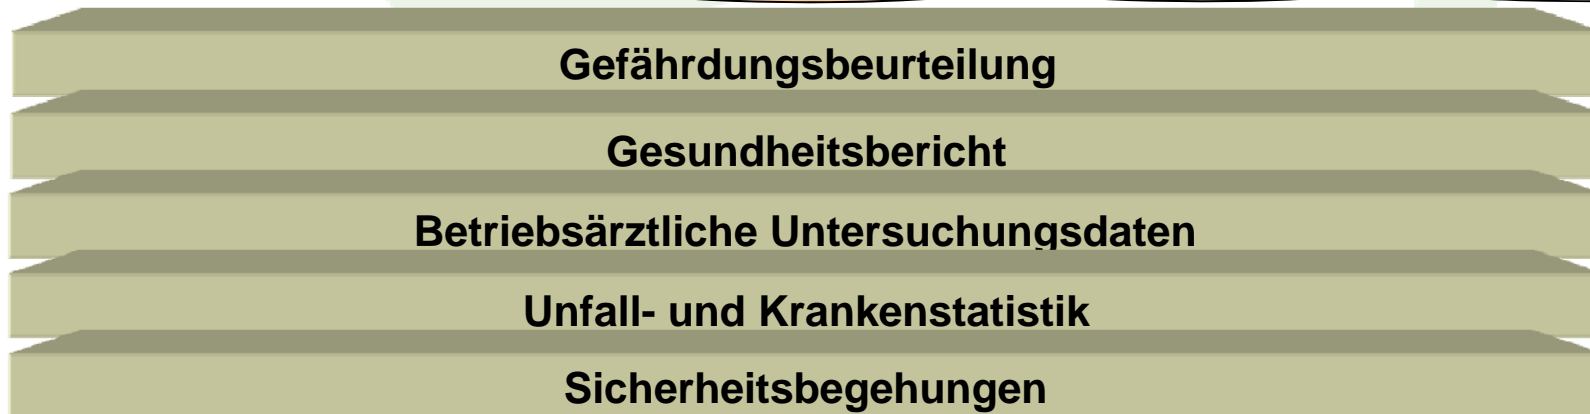 Gefährdungsbeurteilung
Gesundheitsbericht
Betriebsärztliche Untersuchungsdaten
Unfall- und Krankenstatistik
Sicherheitsbegehungen